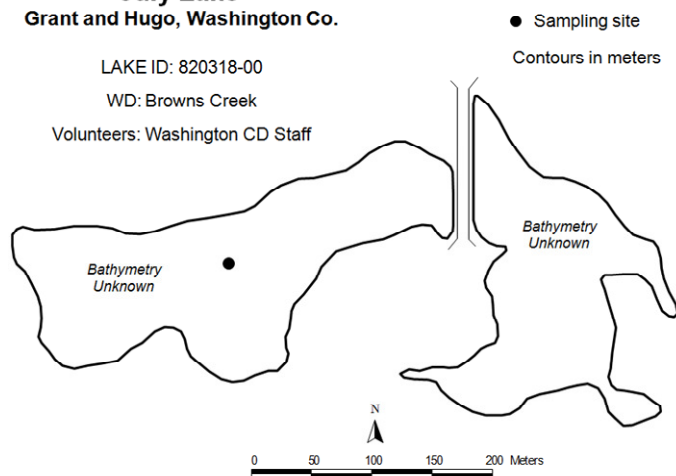 Grant and Hugo, Washington Co.
LAKE ID: 820318-00
WD: Browns Creek
Volunteers: Washington CD Staff
Sampling site
Contours in meters
Bathymetry
Unknown
Bathymetry
Unknown
N
0 50 100 150 200 Meters